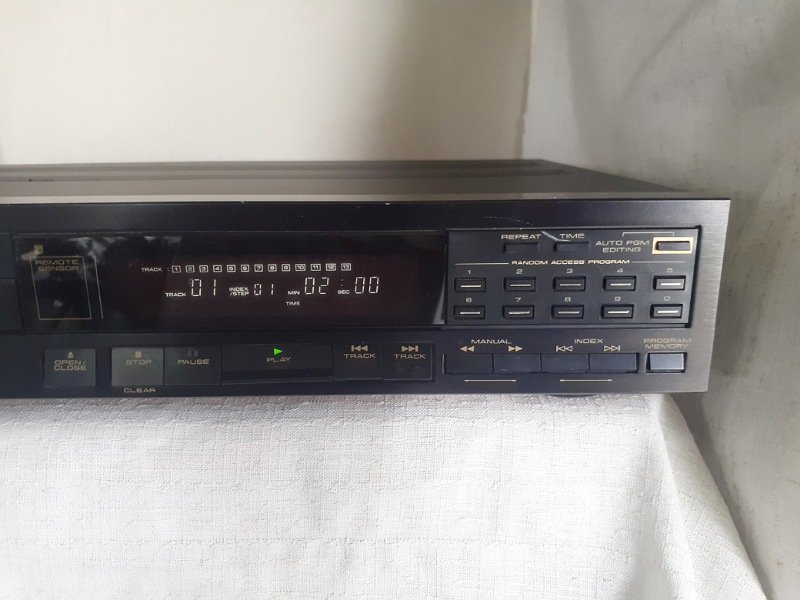 REMOTE SENSOR
TRACK : 1 2 3 4 5 6 7 8 9 10 11 12 13
TRACK 01 INDEX /STEP 01 MIN 02 : SEC 00
TIME
REPEAT TIME
AUTO PGM EDITING
RANDOM ACCESS PROGRAM
1 2 3 4 5
6 7 8 9 0
OPEN/CLOSE
STOP
PAUSE
PLAY
TRACK
TRACK
CLEAR
MANUAL
INDEX
PROGRAM MEMORY